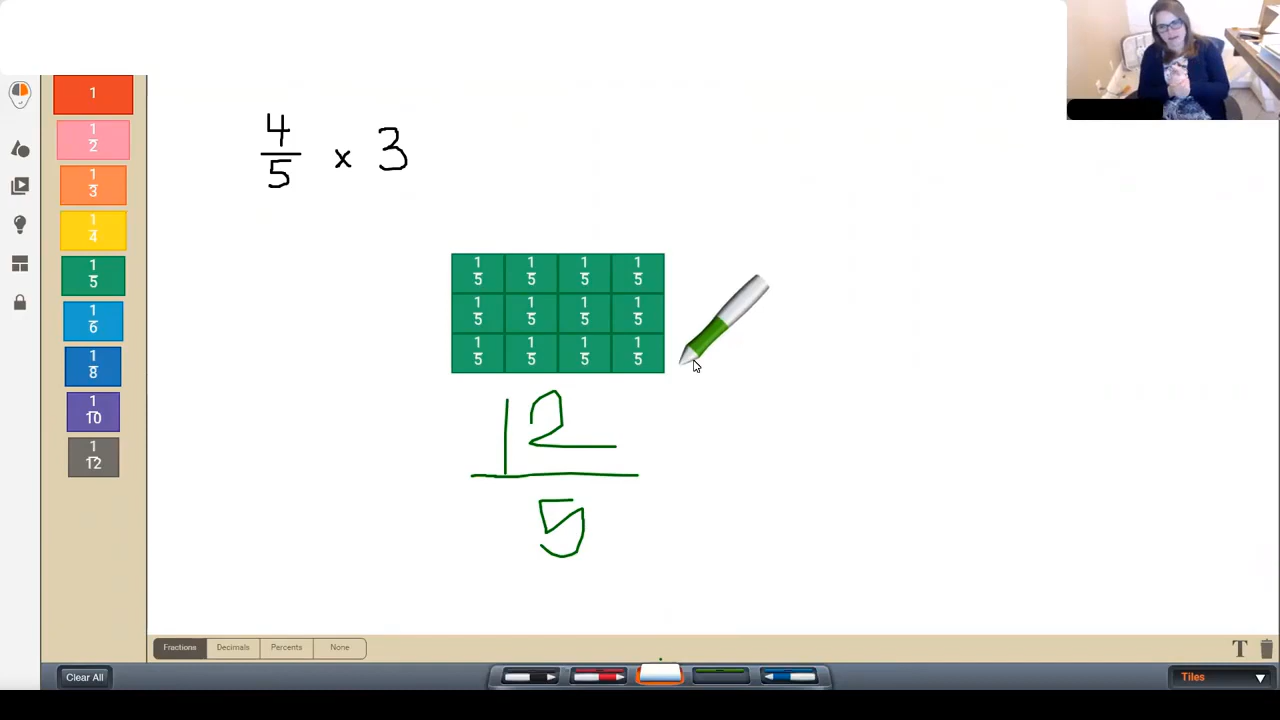 1
1/2
1/3
1/4
1/5
1/6
1/8
1/10
1/12
4/5 x 3
1/5 1/5 1/5 1/5
1/5 1/5 1/5 1/5
1/5 1/5 1/5 1/5
12/5
Fractions Decimals Percents None
T
Clear All
Tiles